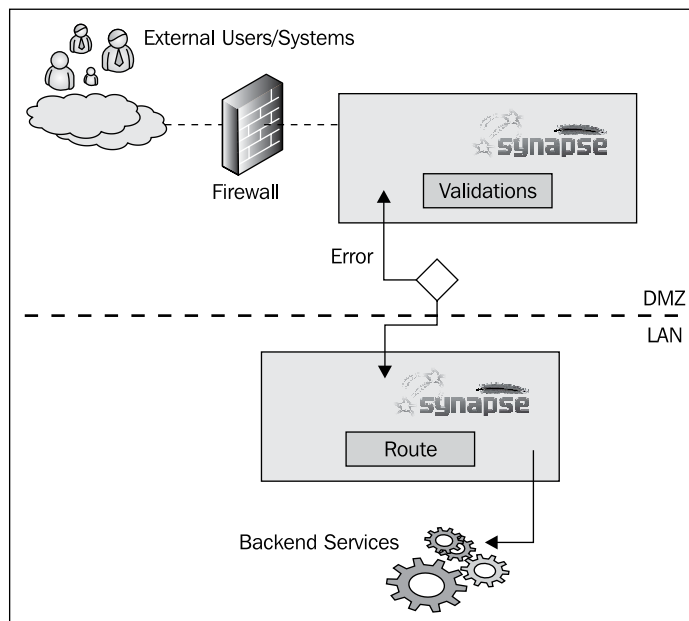 External Users/Systems
synapse
Firewall
Validations
Error
DMZ
LAN
synapse
Route
Backend Services